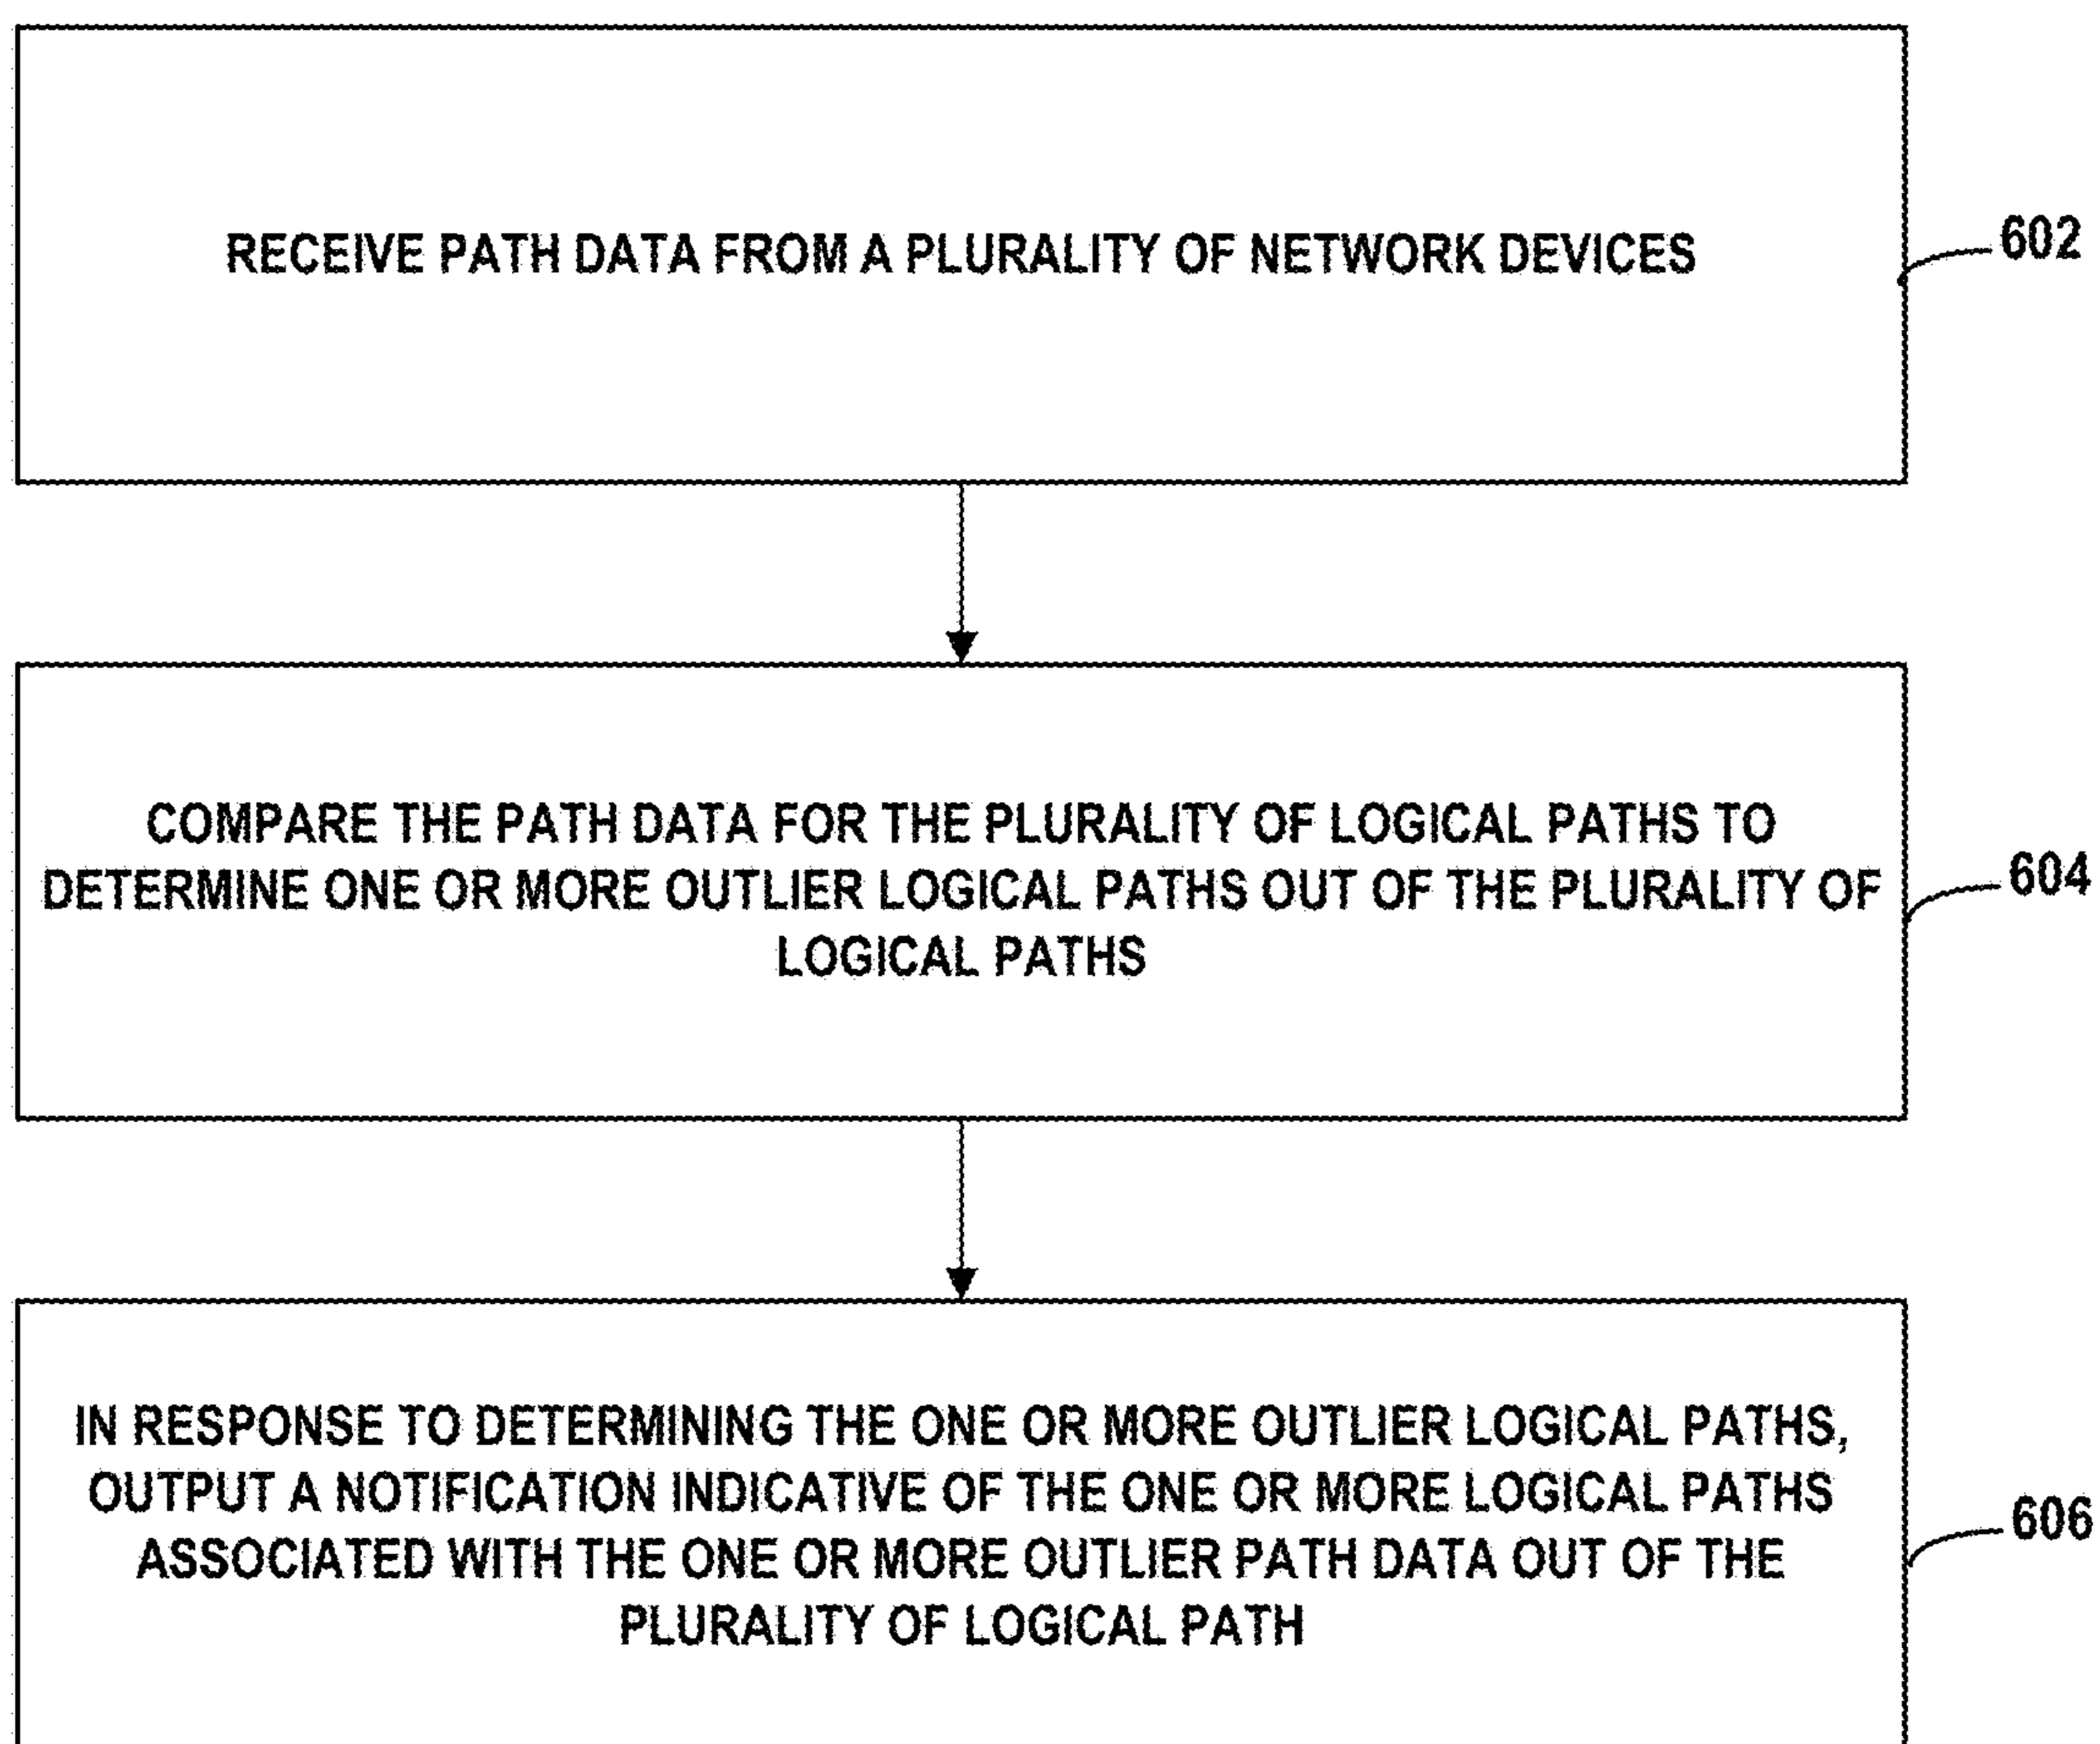 RECEIVE PATH DATA FROM A PLURALITY OF NETWORK DEVICES
602
COMPARE THE PATH DATA FOR THE PLURALITY OF LOGICAL PATHS TO
DETERMINE ONE OR MORE OUTLIER LOGICAL PATHS OUT OF THE PLURALITY OF
LOGICAL PATHS
604
IN RESPONSE TO DETERMINING THE ONE OR MORE OUTLIER LOGICAL PATHS,
OUTPUT A NOTIFICATION INDICATIVE OF THE ONE OR MORE LOGICAL PATHS
ASSOCIATED WITH THE ONE OR MORE OUTLIER PATH DATA OUT OF THE
PLURALITY OF LOGICAL PATH
606